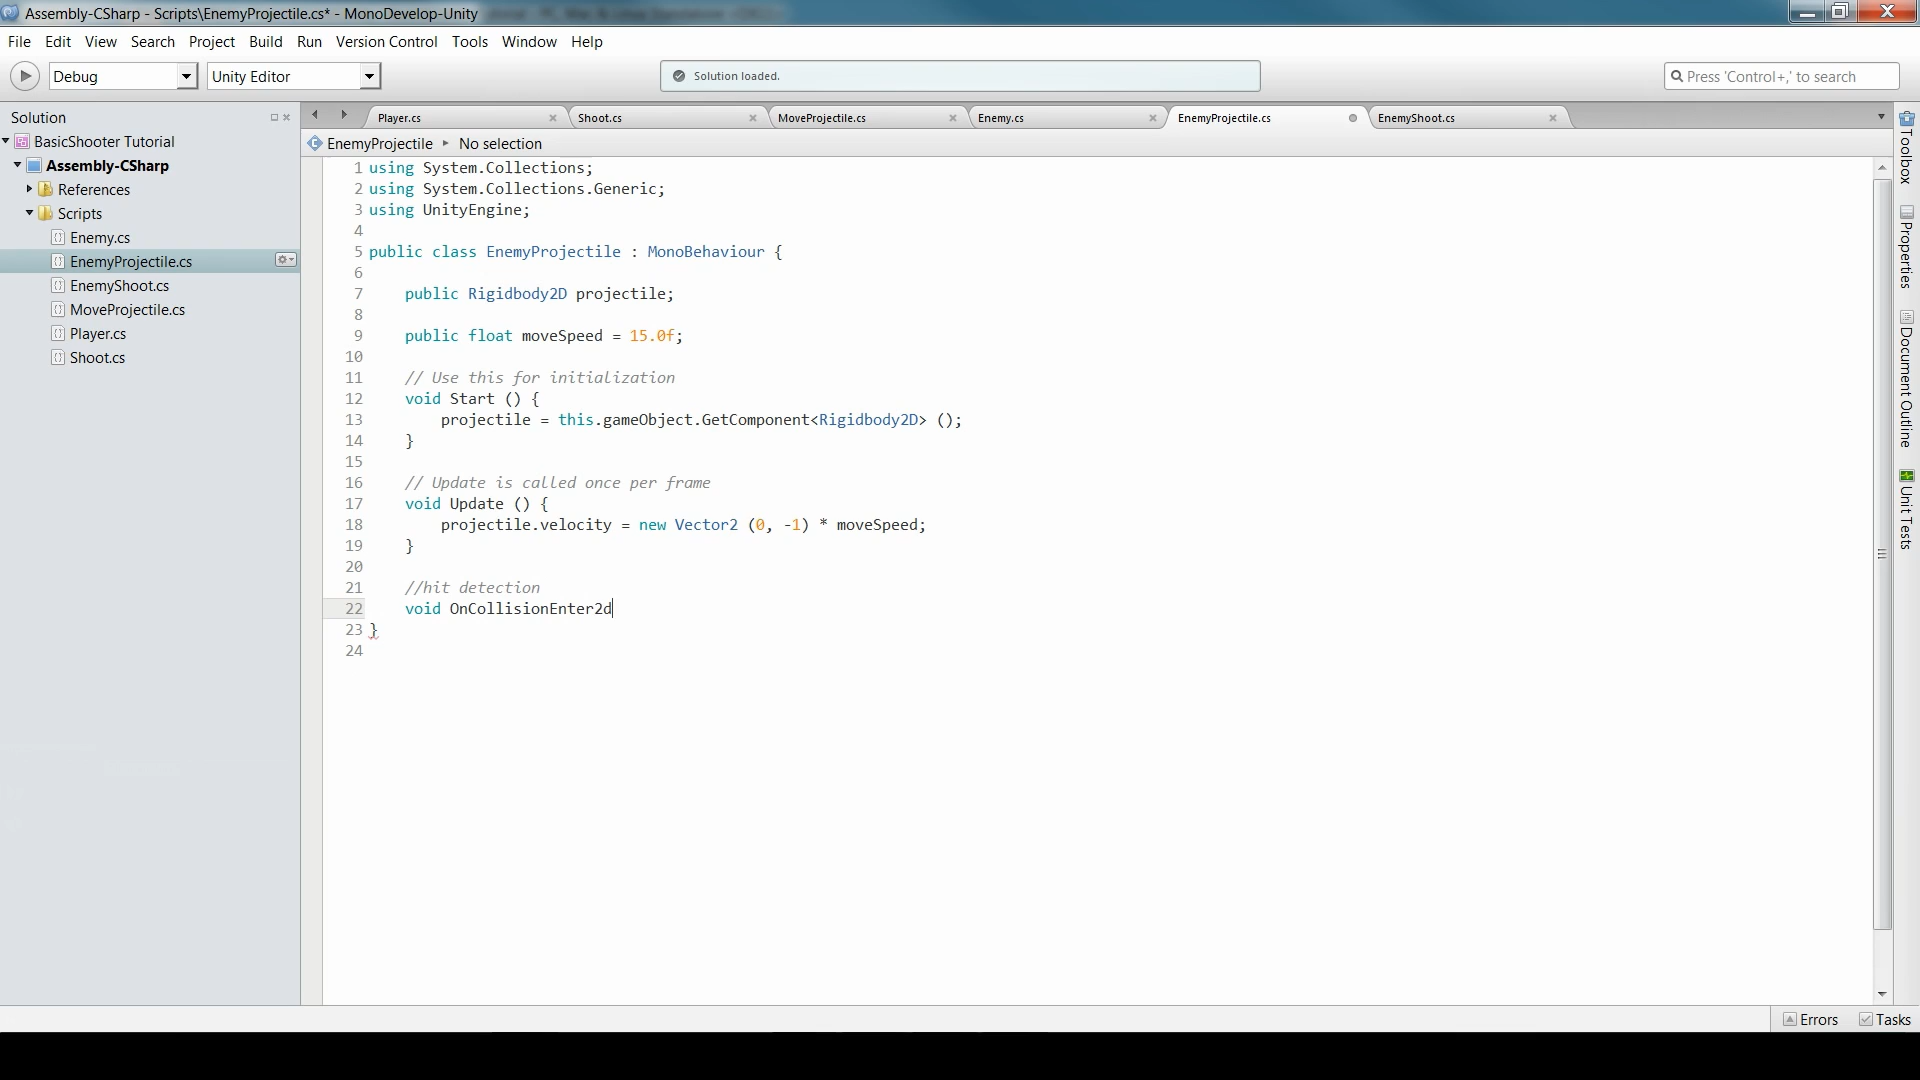 Assembly-CSharp - Scripts\EnemyProjectile.cs* - MonoDevelop-Unity
File Edit View Search Project Build Run Version Control Tools Window Help
Debug Unity Editor Solution loaded. Press 'Control+,' to search
Solution
BasicShooter Tutorial
Assembly-CSharp
References
Scripts
Enemy.cs
EnemyProjectile.cs
EnemyShoot.cs
MoveProjectile.cs
Player.cs
Shoot.cs
Player.cs Shoot.cs MoveProjectile.cs Enemy.cs EnemyProjectile.cs EnemyShoot.cs
EnemyProjectile No selection
1 using System.Collections;
2 using System.Collections.Generic;
3 using UnityEngine;
4
5 public class EnemyProjectile : MonoBehaviour {
6
7 public Rigidbody2D projectile;
8
9 public float moveSpeed = 15.0f;
10
11 // Use this for initialization
12 void Start () {
13 projectile = this.gameObject.GetComponent<Rigidbody2D> ();
14 }
15
16 // Update is called once per frame
17 void Update () {
18 projectile.velocity = new Vector2 (0, -1) * moveSpeed;
19 }
20
21 //hit detection
22 void OnCollisionEnter2d
23 }
24
Toolbox
Properties
Document Outline
Unit Tests
Errors Tasks